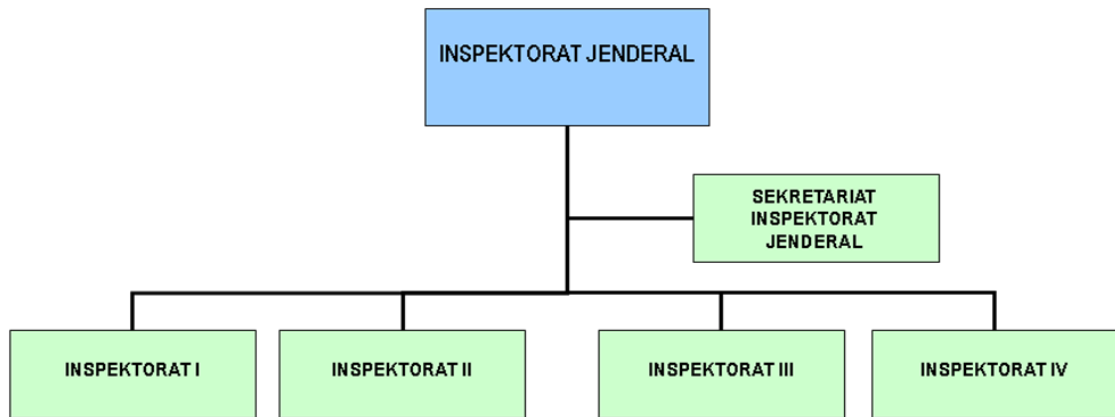 INSPEKTORAT JENDERAL
SEKRETARIAT
INSPEKTORAT
JENDERAL
INSPEKTORAT I
INSPEKTORAT II
INSPEKTORAT III
INSPEKTORAT IV